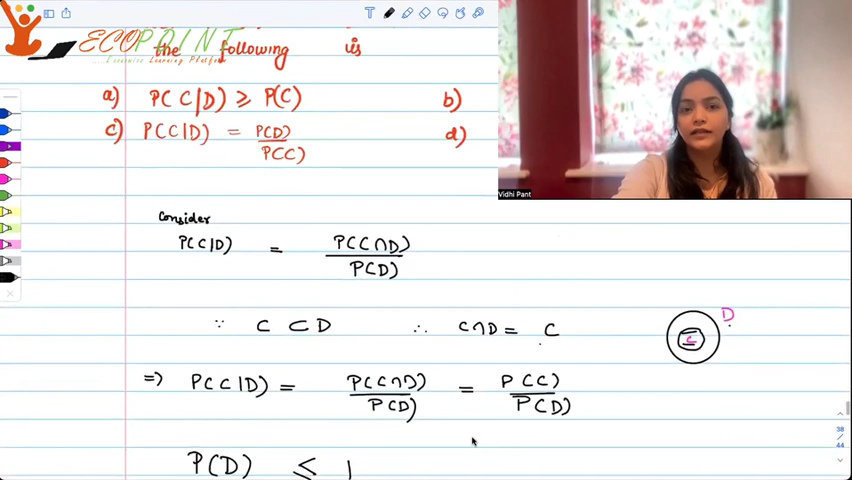 ECOPOINT
Economics Learning Platform
the following is
a) P(C|D) ⩾ P(C) b)
c) P(C|D) = P(D)/P(C) d)
Vidhi Pant
Consider
P(C|D) = P(C∩D)/P(D)
∵ C ⊂ D ∴ C∩D = C
D
C
⇒ P(C|D) = P(C∩D)/P(D) = P(C)/P(D)
P(D) ≤ 1
38
/
44